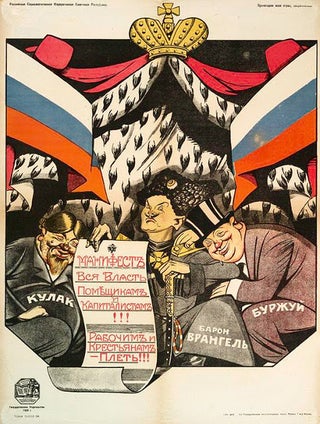 Российская Социалистическая Федеративная Советская Республика.
Пролетарии всех стран, соединяйтесь!
МАНИФЕСТЪ
ВСЯ ВЛАСТЬ
ПОМѢЩИКАМЪ
И
КАПИТАЛИСТАМЪ
!!!
РАБОЧИМЪ И
КРЕСТЬЯНАМЪ
– ПЛЕТЬ!!!
КУЛАК
БАРОН
ВРАНГЕЛЬ
БУРЖУЙ
Государственное Издательство